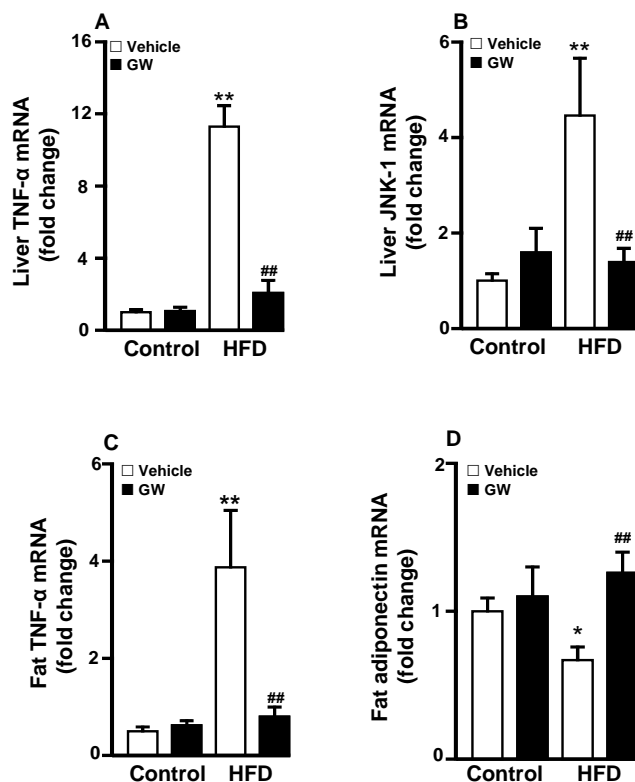 A
Vehicle
GW
16
12
8
4
0
Liver TNF-α mRNA
(fold change)
**
##
Control HFD
B
Vehicle
GW
6
4
2
0
Liver JNK-1 mRNA
(fold change)
**
##
Control HFD
C
Vehicle
GW
6
4
2
0
Fat TNF-α mRNA
(fold change)
**
##
Control HFD
D
Vehicle
GW
2
1
0
Fat adiponectin mRNA
(fold change)
*
##
Control HFD